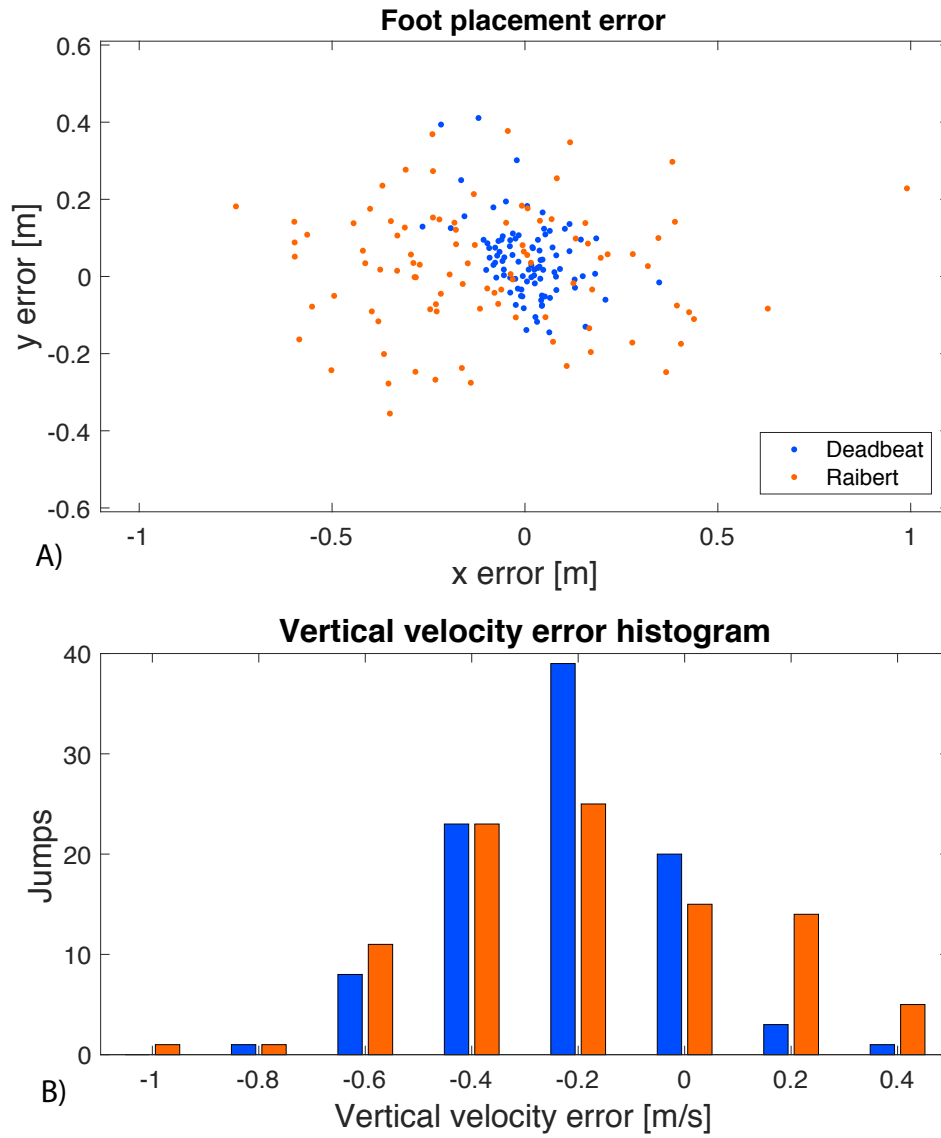 Foot placement error
0.6
0.4
0.2
0
-0.2
-0.4
-0.6
y error [m]
Deadbeat
Raibert
-1 -0.5 0 0.5 1
A)
x error [m]
Vertical velocity error histogram
40
30
20
10
0
Jumps
-1 -0.8 -0.6 -0.4 -0.2 0 0.2 0.4
B)
Vertical velocity error [m/s]